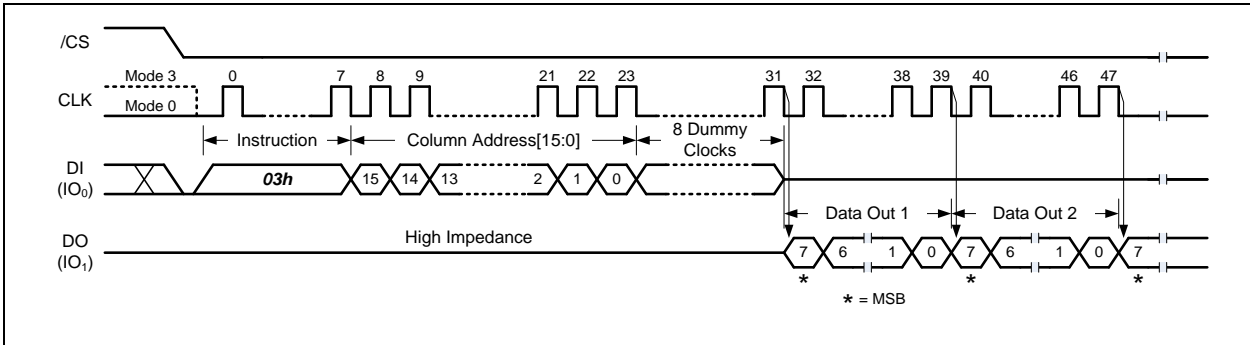 /CS
Mode 3 0 7 8 9 21 22 23 31 32 38 39 40 46 47
CLK
Mode 0
Instruction Column Address[15:0] 8 Dummy
Clocks
DI
(IO₀)
03h 15 14 13 2 1 0
Data Out 1 Data Out 2
DO
(IO₁)
High Impedance
7 6 1 0 7 6 1 0 7
* * *
* = MSB